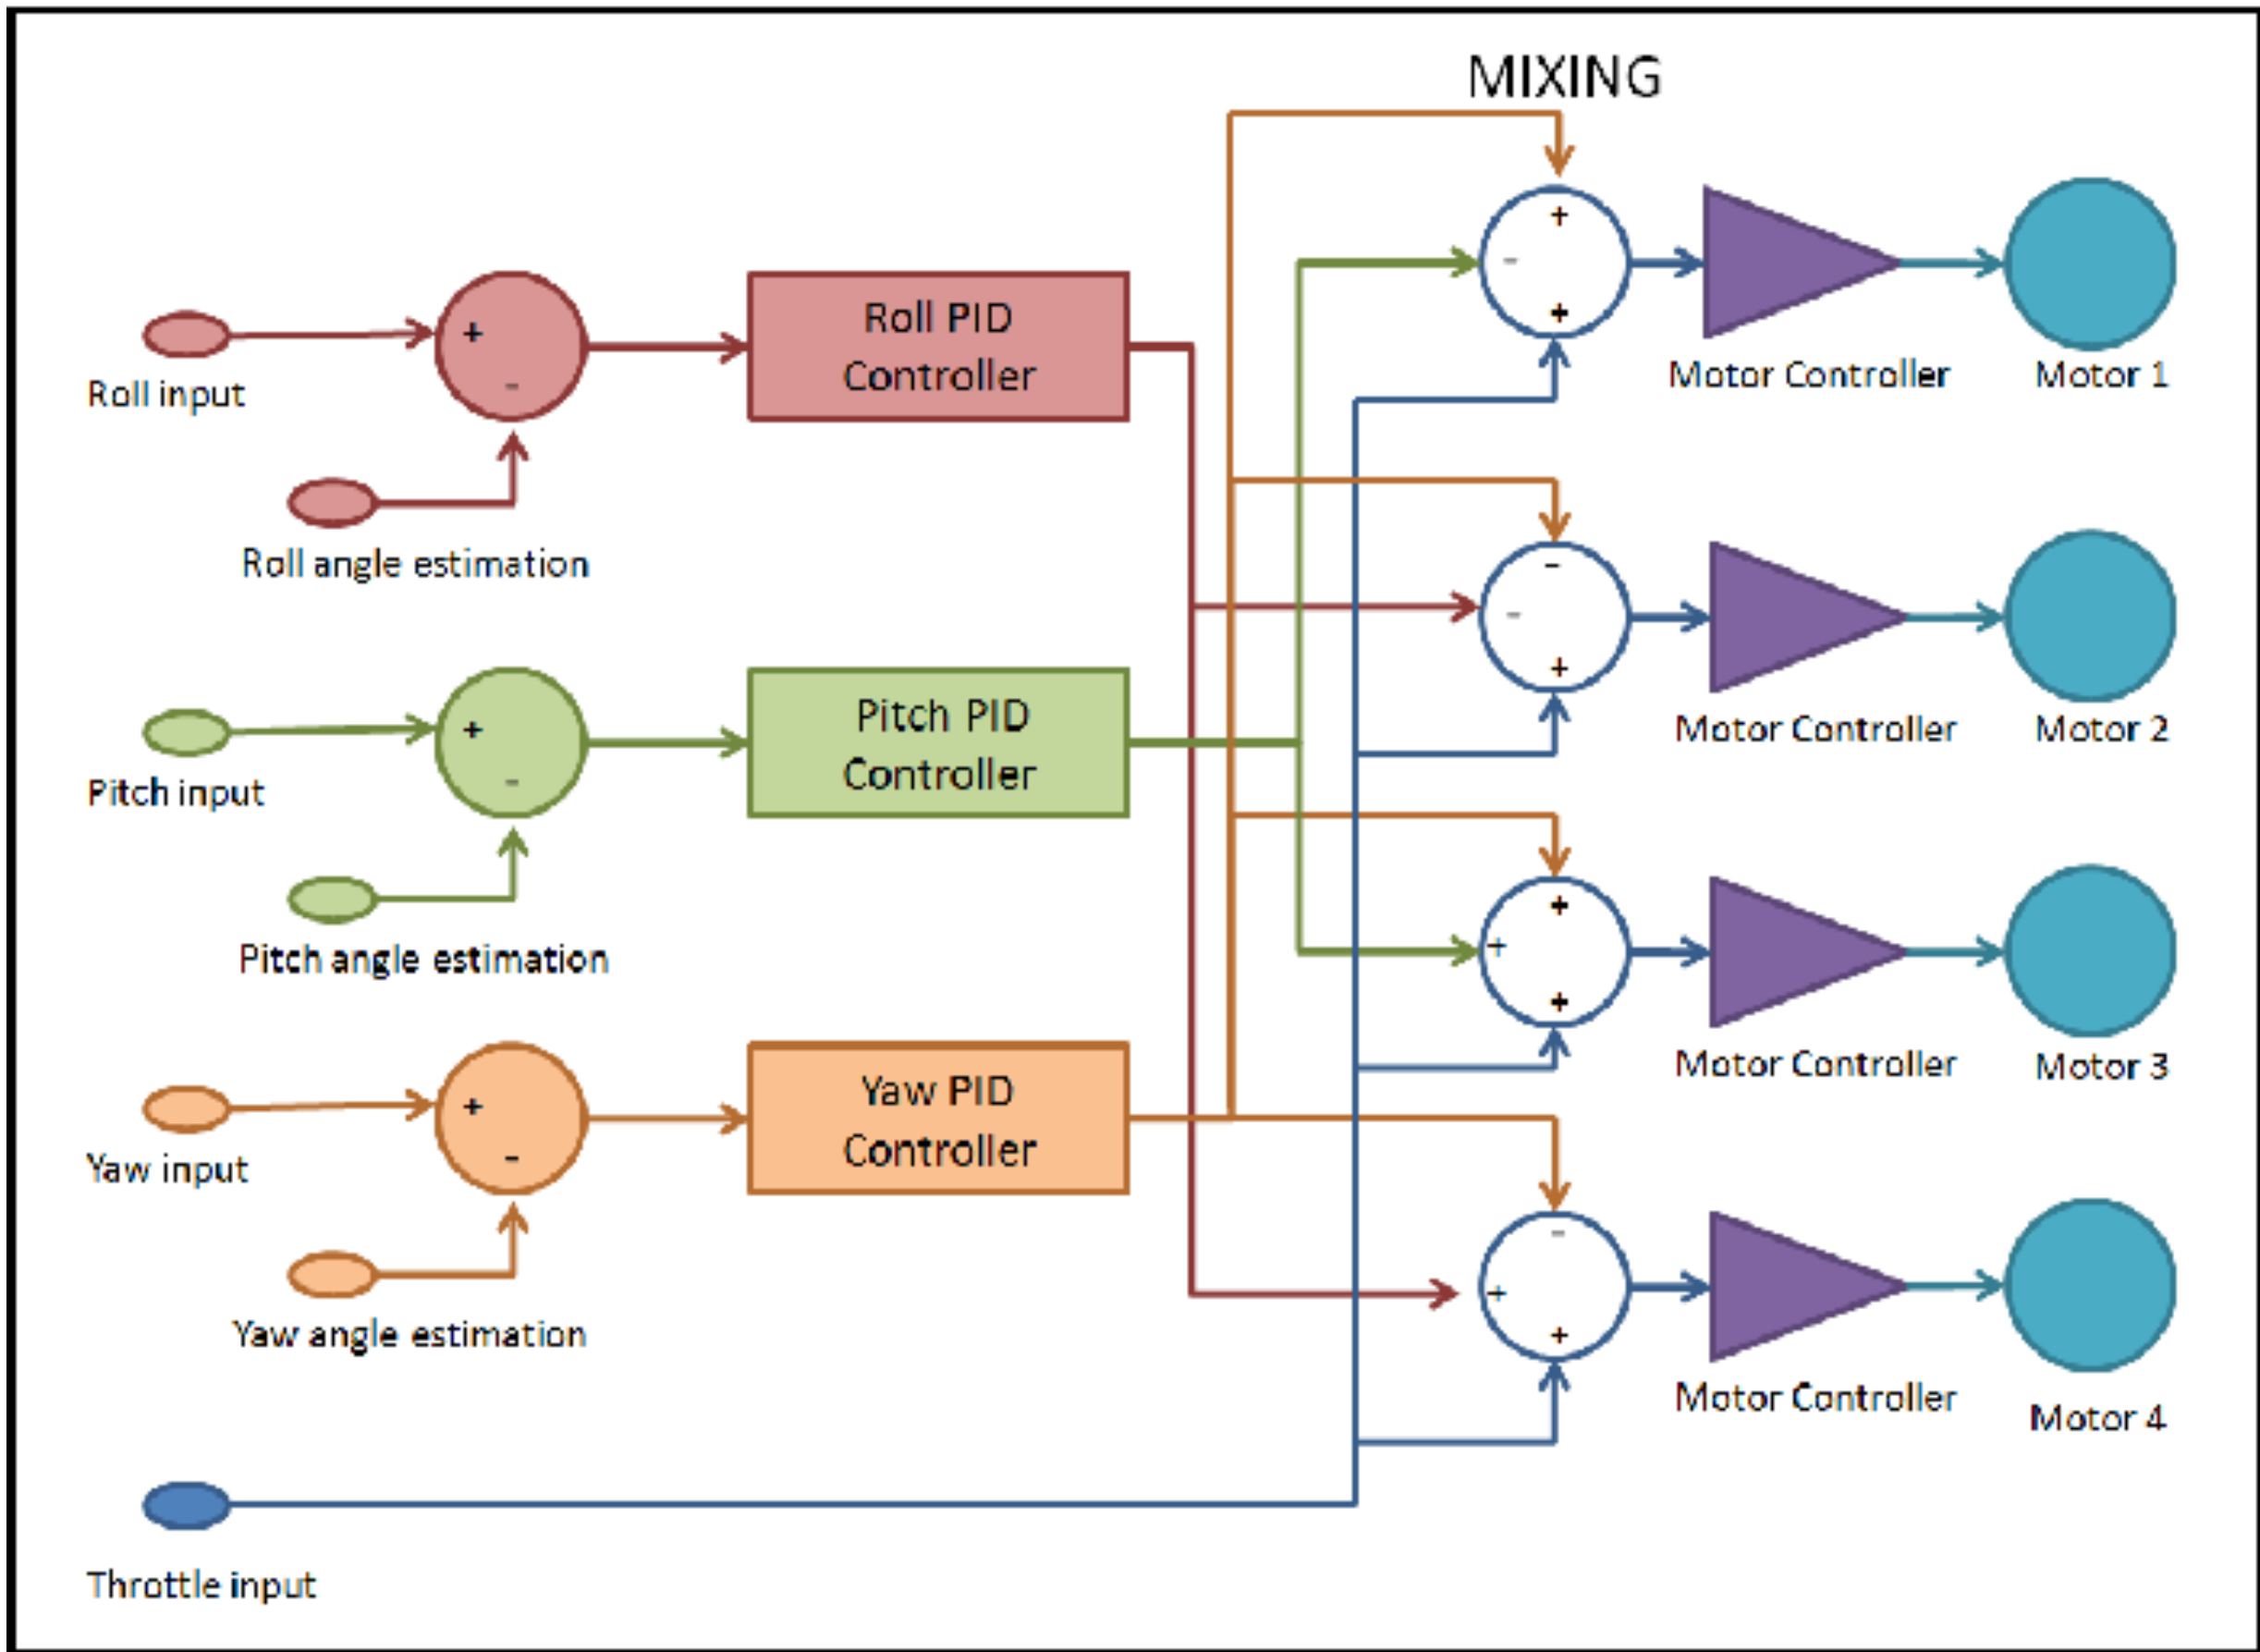 MIXING
+
-
+
Motor Controller
Motor 1
Roll input
+
-
Roll PID
Controller
Roll angle estimation
-
-
+
Motor Controller
Motor 2
Pitch input
+
-
Pitch PID
Controller
Pitch angle estimation
+
+
+
Motor Controller
Motor 3
Yaw input
+
-
Yaw PID
Controller
Yaw angle estimation
-
+
+
Motor Controller
Motor 4
Throttle input